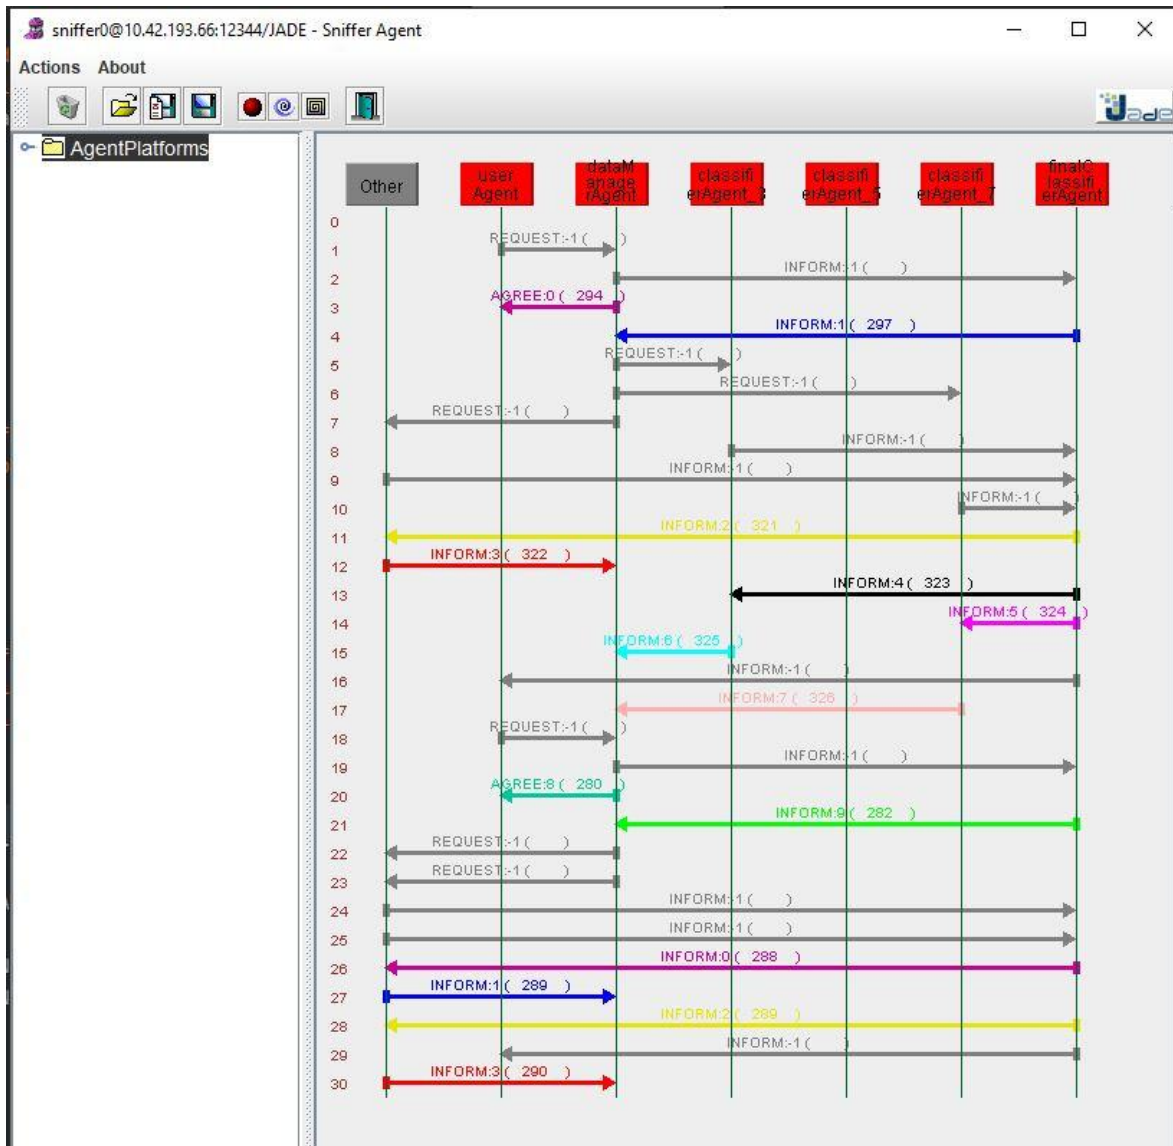 sniffer0@10.42.193.66:12344/JADE - Sniffer Agent
Actions About
Jade
AgentPlatforms
Other
user
Agent
dataM
anage
rAgent
classifi
erAgent_3
classifi
erAgent_5
classifi
erAgent_7
finalC
lassifi
erAgent
0
REQUEST:-1 ( )
1
INFORM:-1 ( )
2
AGREE:0 ( 294 )
3
INFORM:1 ( 297 )
4
REQUEST:-1 ( )
5
REQUEST:-1 ( )
6
REQUEST:-1 ( )
7
INFORM:-1 ( )
8
INFORM:-1 ( )
9
INFORM:-1 ( )
10
INFORM:2 ( 321 )
11
INFORM:3 ( 322 )
12
INFORM:4 ( 323 )
13
INFORM:5 ( 324 )
14
INFORM:6 ( 325 )
15
INFORM:-1 ( )
16
INFORM:7 ( 326 )
17
REQUEST:-1 ( )
18
INFORM:-1 ( )
19
AGREE:8 ( 280 )
20
INFORM:9 ( 282 )
21
REQUEST:-1 ( )
22
REQUEST:-1 ( )
23
INFORM:-1 ( )
24
INFORM:-1 ( )
25
INFORM:0 ( 288 )
26
INFORM:1 ( 289 )
27
INFORM:2 ( 289 )
28
INFORM:-1 ( )
29
INFORM:3 ( 290 )
30